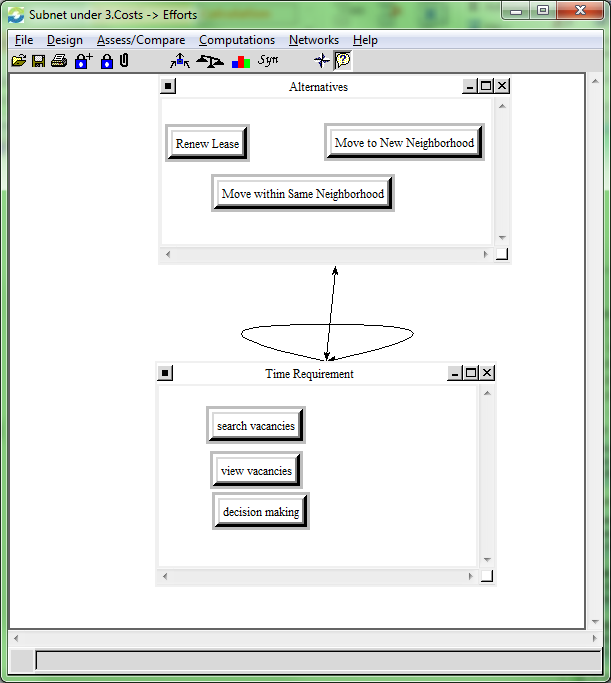 Subnet under 3.Costs -> Efforts
File Design Assess/Compare Computations Networks Help
Syn
Alternatives
Renew Lease
Move to New Neighborhood
Move within Same Neighborhood
Time Requirement
search vacancies
view vacancies
decision making